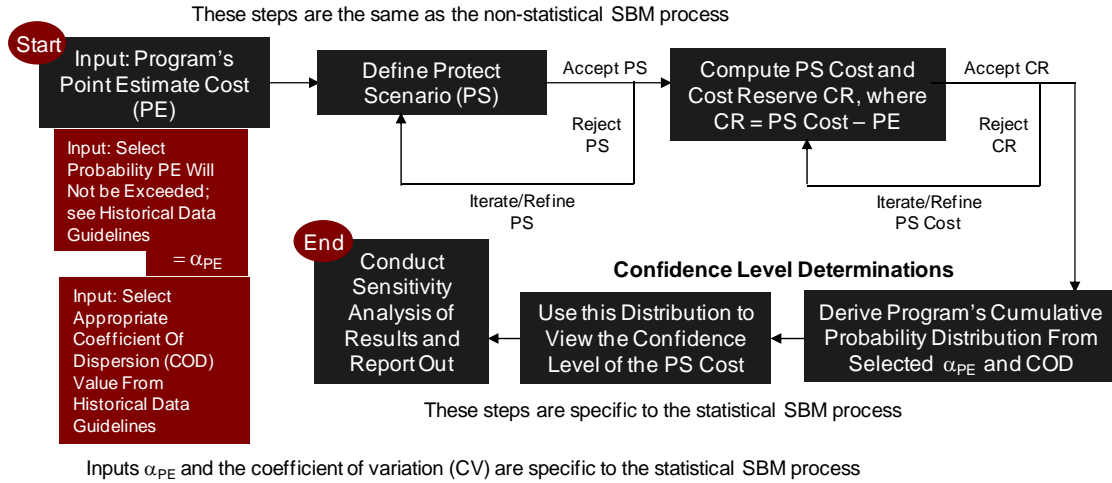 These steps are the same as the non-statistical SBM process
Start
Input: Program's
Point Estimate Cost
(PE)
Define Protect
Scenario (PS)
Accept PS
Reject
PS
Iterate/Refine
PS
Compute PS Cost and
Cost Reserve CR, where
CR = PS Cost – PE
Accept CR
Reject
CR
Iterate/Refine
PS Cost
Input: Select
Probability PE Will
Not be Exceeded;
see Historical Data
Guidelines
= αPE
Input: Select
Appropriate
Coefficient Of
Dispersion (COD)
Value From
Historical Data
Guidelines
End
Conduct
Sensitivity
Analysis of
Results and
Report Out
Confidence Level Determinations
Use this Distribution to
View the Confidence
Level of the PS Cost
Derive Program's Cumulative
Probability Distribution From
Selected αPE and COD
These steps are specific to the statistical SBM process
Inputs αPE and the coefficient of variation (CV) are specific to the statistical SBM process